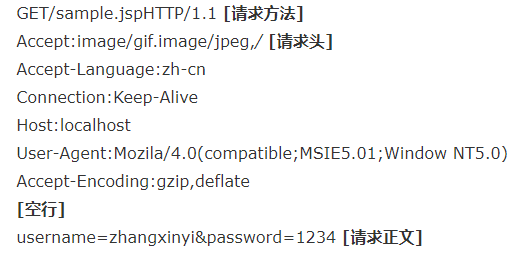 GET/sample.jspHTTP/1.1 [请求方法]
Accept:image/gif.image/jpeg,/ [请求头]
Accept-Language:zh-cn
Connection:Keep-Alive
Host:localhost
User-Agent:Mozila/4.0(compatible;MSIE5.01;Window NT5.0)
Accept-Encoding:gzip,deflate
[空行]
username=zhangxinyi&password=1234 [请求正文]